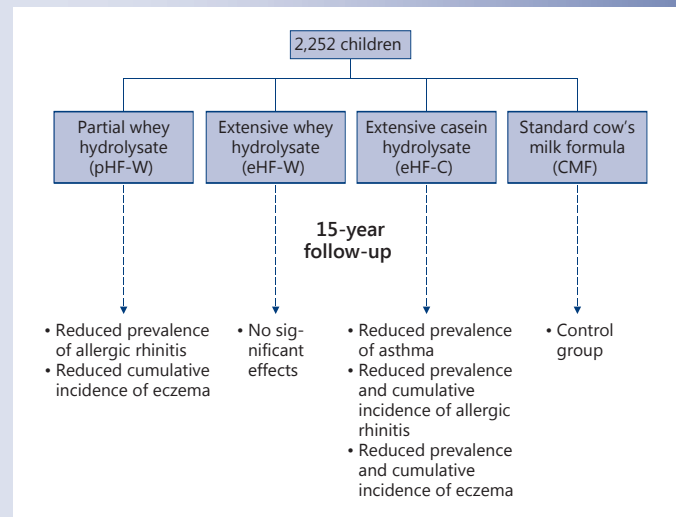 2,252 children
Partial whey
hydrolysate
(pHF-W)
Extensive whey
hydrolysate
(eHF-W)
Extensive casein
hydrolysate
(eHF-C)
Standard cow's
milk formula
(CMF)
15-year
follow-up
• Reduced prevalence
of allergic rhinitis
• Reduced cumulative
incidence of eczema
• No sig-
nificant
effects
• Reduced prevalence
of asthma
• Reduced prevalence
and cumulative
incidence of allergic
rhinitis
• Reduced prevalence
and cumulative
incidence of eczema
• Control
group